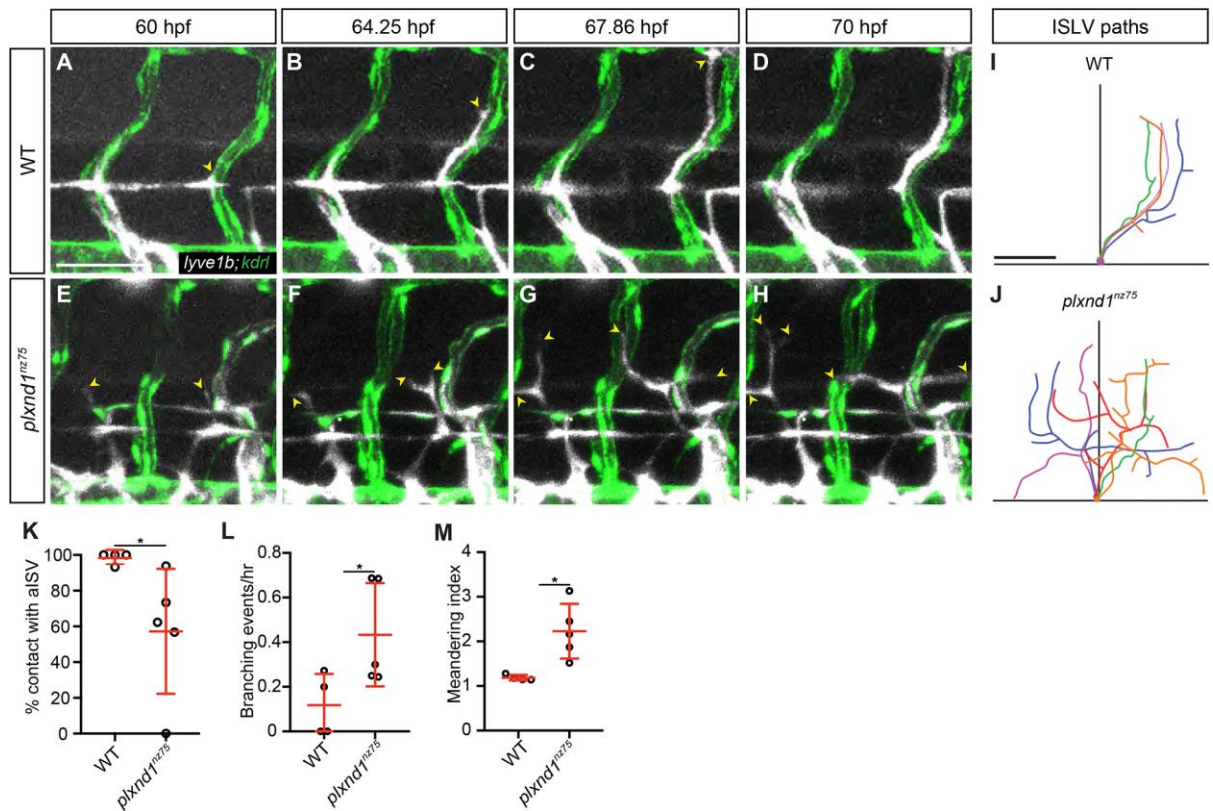 60 hpf 64.25 hpf 67.86 hpf 70 hpf ISLV paths
WT
A B C D
lyve1b;kdrl
I
WT
plxnd1nz75
E F G H
J
plxnd1nz75
K
% contact with aISV
100
80
60
40
20
0
*
WT
plxnd1nz75
L
Branching events/hr
0.8
0.6
0.4
0.2
0
*
WT
plxnd1nz75
M
Meandering index
4
3
2
1
0
*
WT
plxnd1nz75